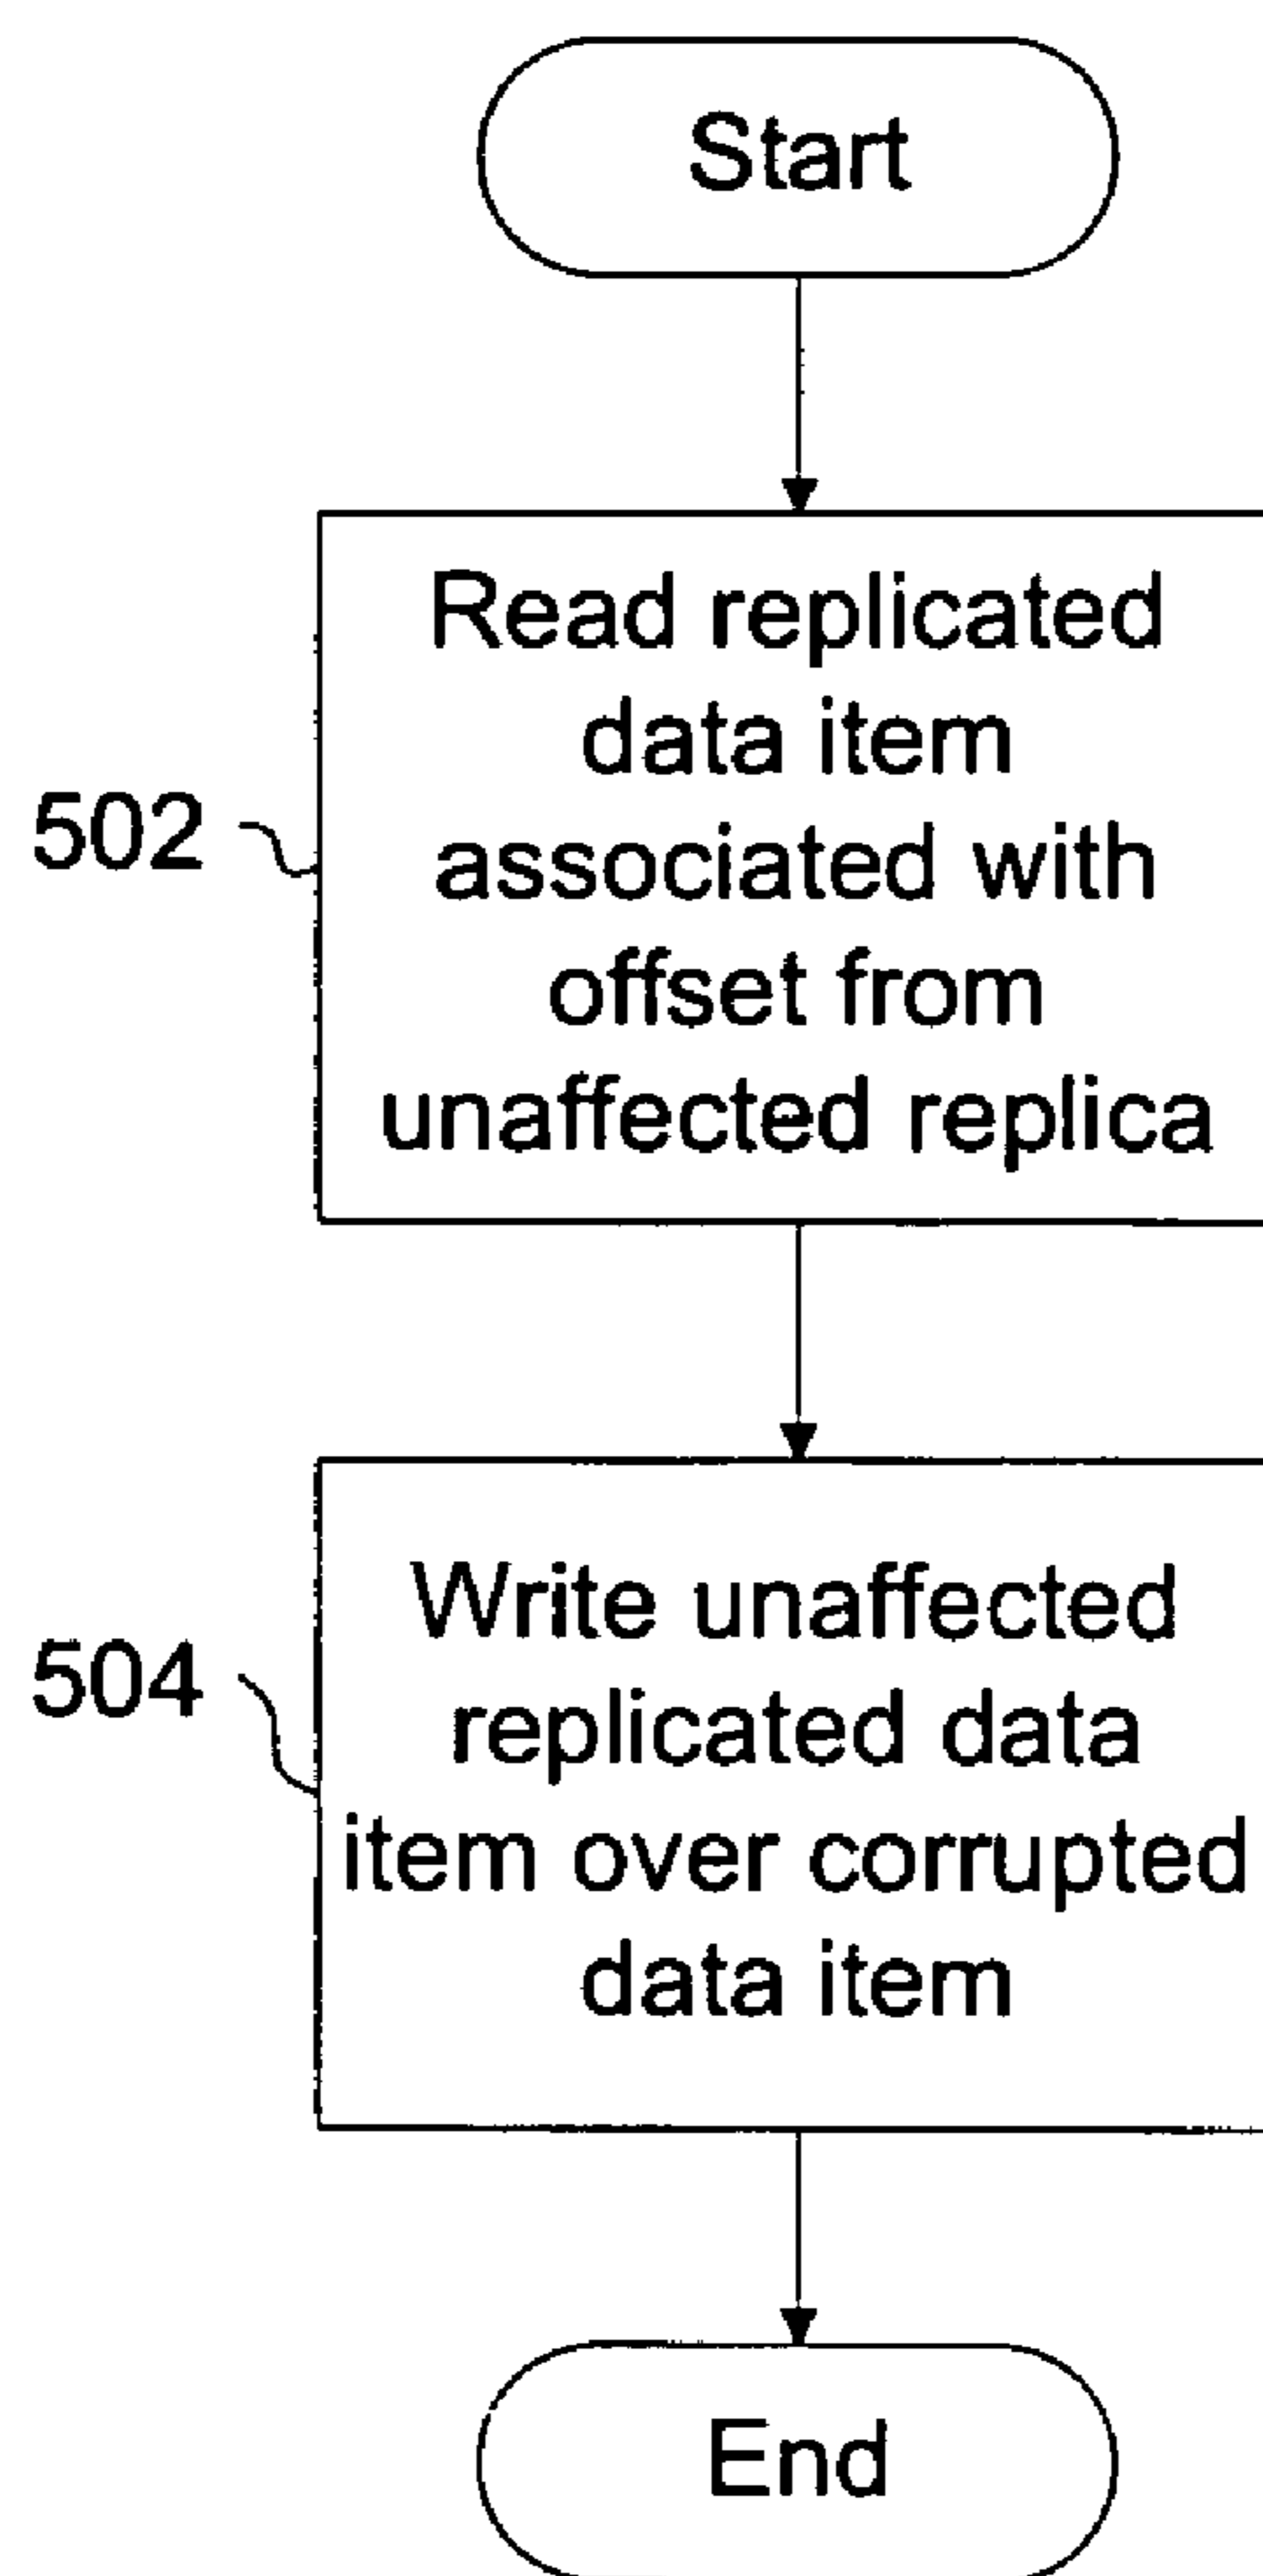 Start
Read replicated
data item
associated with
offset from
unaffected replica
502
Write unaffected
replicated data
item over corrupted
data item
504
End